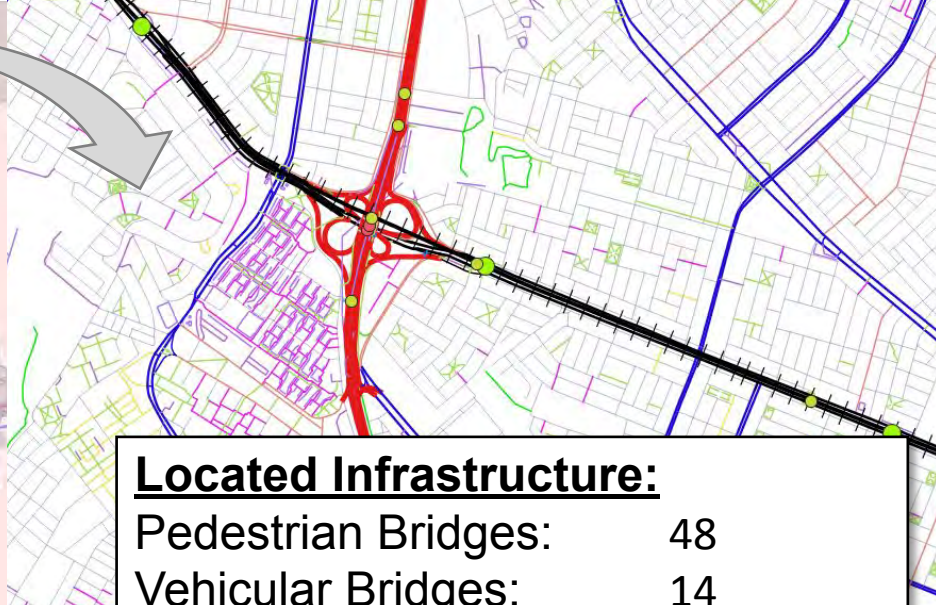 Located Infrastructure:
Pedestrian Bridges: 48
Vehicular Bridges: 14